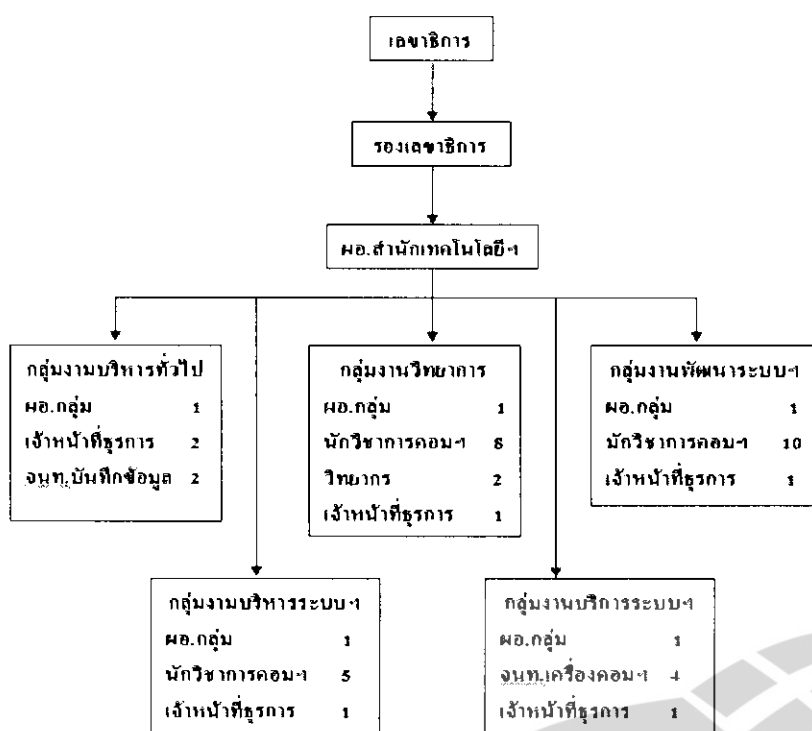 เลขาธิการ
รองเลขาธิการ
ผอ.สำนักเทคโนโลยีฯ
กลุ่มงานบริหารทั่วไป
ผอ.กลุ่ม 1
เจ้าหน้าที่ธุรการ 2
จนท.บันทึกข้อมูล 2
กลุ่มงานวิทยาการ
ผอ.กลุ่ม 1
นักวิชาการคอมฯ 8
วิทยากร 2
เจ้าหน้าที่ธุรการ 1
กลุ่มงานพัฒนาระบบฯ
ผอ.กลุ่ม 1
นักวิชาการคอมฯ 10
เจ้าหน้าที่ธุรการ 1
กลุ่มงานบริหารระบบฯ
ผอ.กลุ่ม 1
นักวิชาการคอมฯ 5
เจ้าหน้าที่ธุรการ 1
กลุ่มงานบริการระบบฯ
ผอ.กลุ่ม 1
จนท.เครื่องคอมฯ 4
เจ้าหน้าที่ธุรการ 1